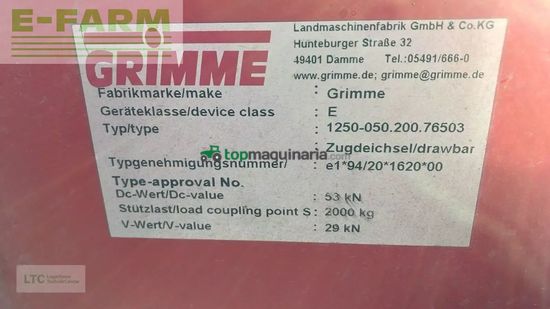 E-FARM
GRIMME
Landmaschinenfabrik GmbH & Co.KG
Hunteburger Straße 32
49401 Damme Tel.:05491/666-0
www.grimme.de; grimme@grimme.de
Fabrikmarke/make : Grimme
Geräteklasse/device class : E
Typ/type : 1250-050.200.76503
: Zugdeichsel/drawbar
topmaquinaria.com
Typgenehmigungsnummer/ : e1*94/20*1620*00
Type-approval No.
Dc-Wert/Dc-value : 53 kN
Stützlast/load coupling point S : 2000 kg
V-Wert/V-value : 29 kN
LTC